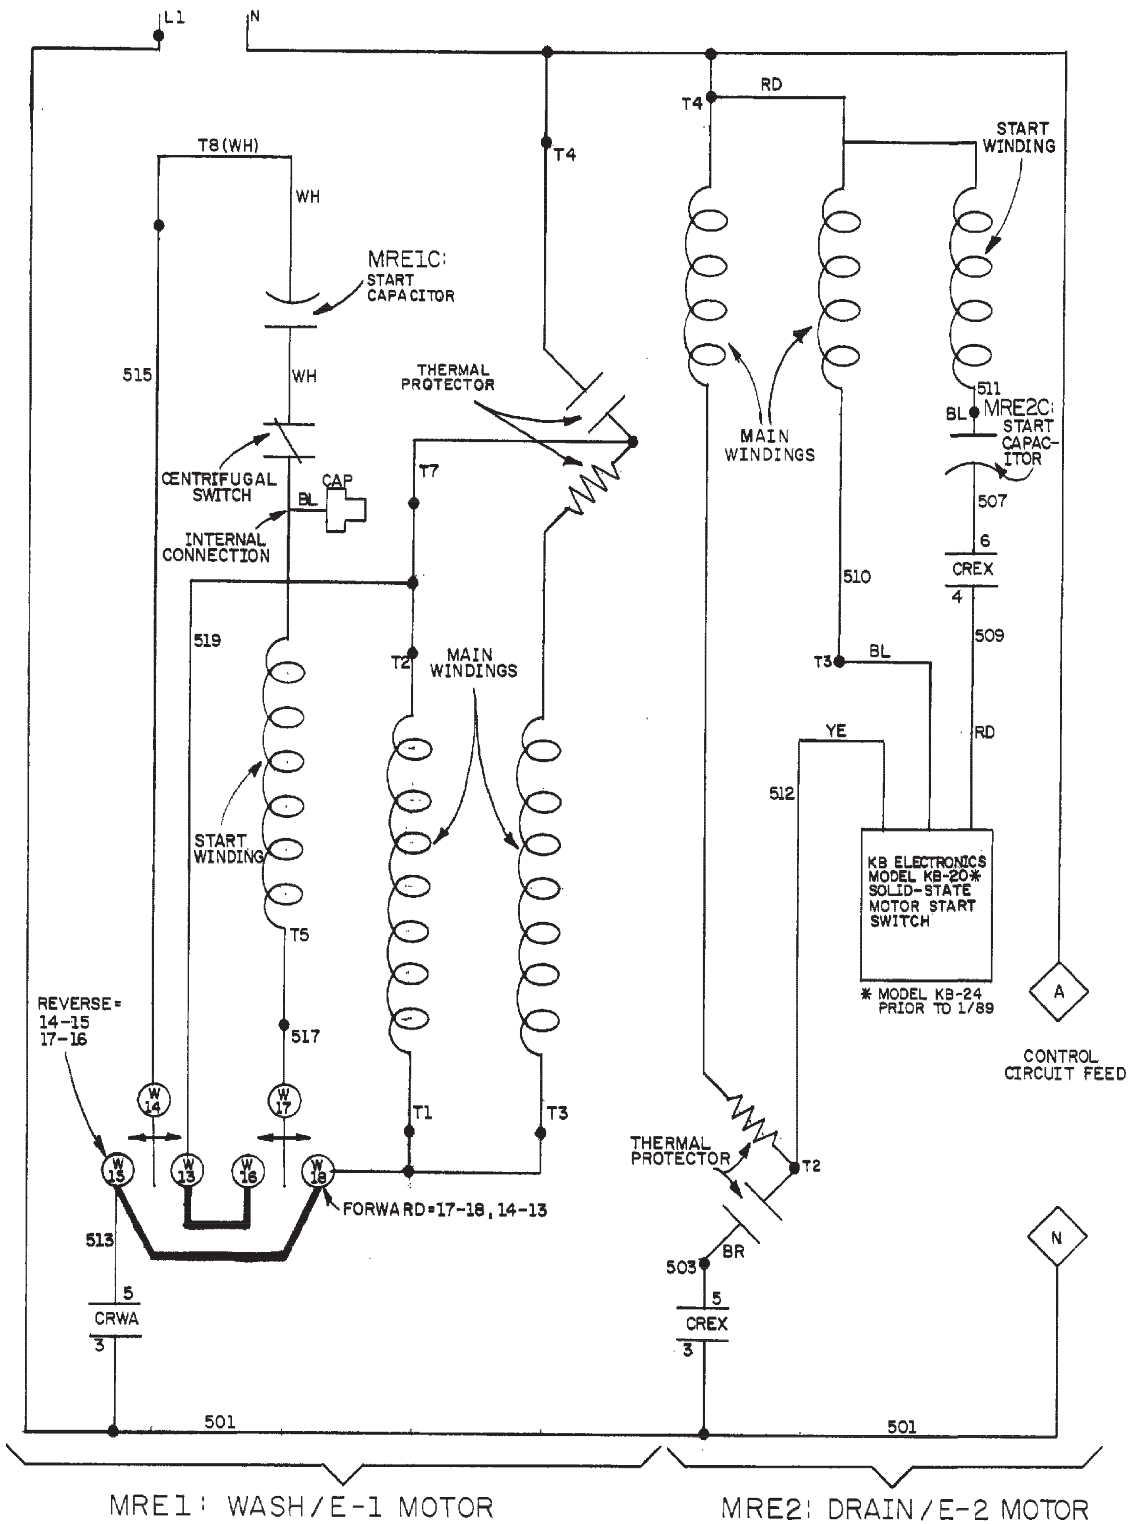 L1
N
T8(WH)
WH
MRE1C:
START
CAPACITOR
515
WH
CENTRIFUGAL
SWITCH
BL
CAP
INTERNAL
CONNECTION
519
START
WINDING
T5
517
REVERSE=
14-15
17-16
W
14
W
17
W
15
W
13
W
16
W
18
FORWARD=17-18, 14-13
513
5
CRWA
3
501
T4
THERMAL
PROTECTOR
T7
T2
MAIN
WINDINGS
T1
T3
T4
RD
START
WINDING
MAIN
WINDINGS
511
BL
MRE2C:
START
CAPAC-
ITOR
507
6
CREX
4
509
510
T3
BL
YE
RD
512
KB ELECTRONICS
MODEL KB-20*
SOLID-STATE
MOTOR START
SWITCH
* MODEL KB-24
PRIOR TO 1/89
A
CONTROL
CIRCUIT FEED
THERMAL
PROTECTOR
T2
BR
503
5
CREX
3
N
501
MRE1: WASH/E-1 MOTOR
MRE2: DRAIN/E-2 MOTOR